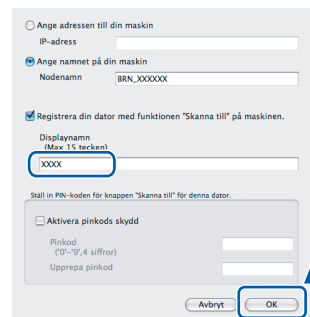 Ange adressen till din maskin
IP-adress
Ange namnet på din maskin
Nodenamn BRN_XXXXXX
Registrera din dator med funktionen "Skanna till" på maskinen.
Displaynamn
(Max 15 tecken)
XXXX
Ställ in PIN-koden för knappen "Skanna till" för denna dator.
Aktivera pinkods skydd
Pinkod
('0'-'9',4 siffror)
Upprepa pinkod
Avbryt OK